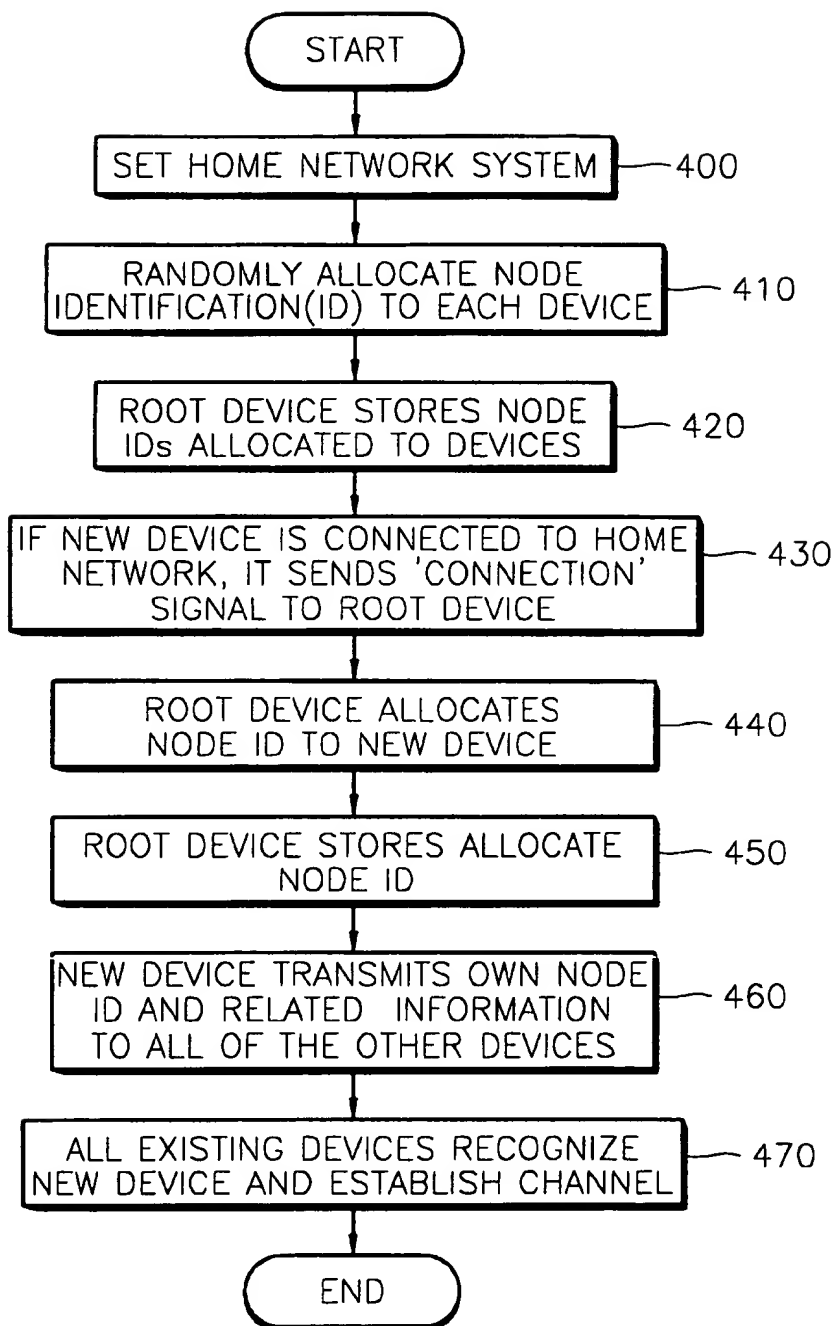 START
SET HOME NETWORK SYSTEM
400
RANDOMLY ALLOCATE NODE
IDENTIFICATION(ID) TO EACH DEVICE
410
ROOT DEVICE STORES NODE
IDs ALLOCATED TO DEVICES
420
IF NEW DEVICE IS CONNECTED TO HOME
NETWORK, IT SENDS 'CONNECTION'
SIGNAL TO ROOT DEVICE
430
ROOT DEVICE ALLOCATES
NODE ID TO NEW DEVICE
440
ROOT DEVICE STORES ALLOCATE
NODE ID
450
NEW DEVICE TRANSMITS OWN NODE
ID AND RELATED INFORMATION
TO ALL OF THE OTHER DEVICES
460
ALL EXISTING DEVICES RECOGNIZE
NEW DEVICE AND ESTABLISH CHANNEL
470
END